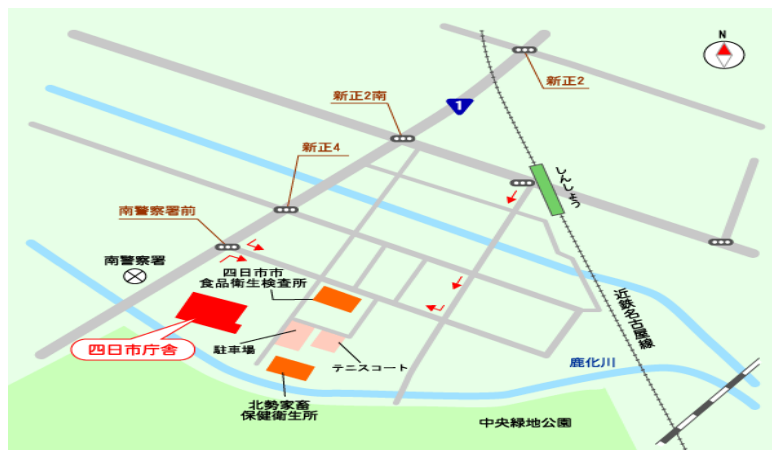 N
新正2
1
新正2南
新正4
しんしょう
南警察署前
南警察署
四日市市
食品衛生検査所
四日市庁舎
駐車場
テニスコート
近鉄名古屋線
鹿化川
北勢家畜
保健衛生所
中央緑地公園